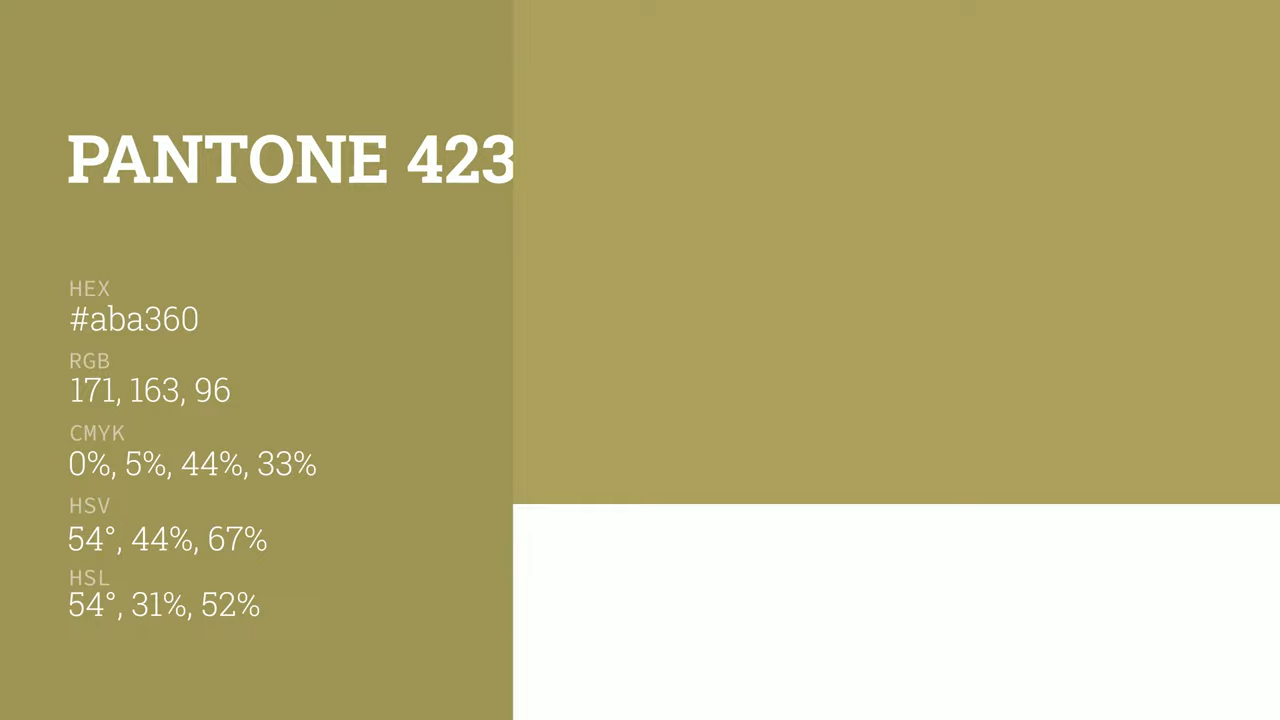 PANTONE 423
HEX
#aba360
RGB
171, 163, 96
CMYK
0%, 5%, 44%, 33%
HSV
54°, 44%, 67%
HSL
54°, 31%, 52%